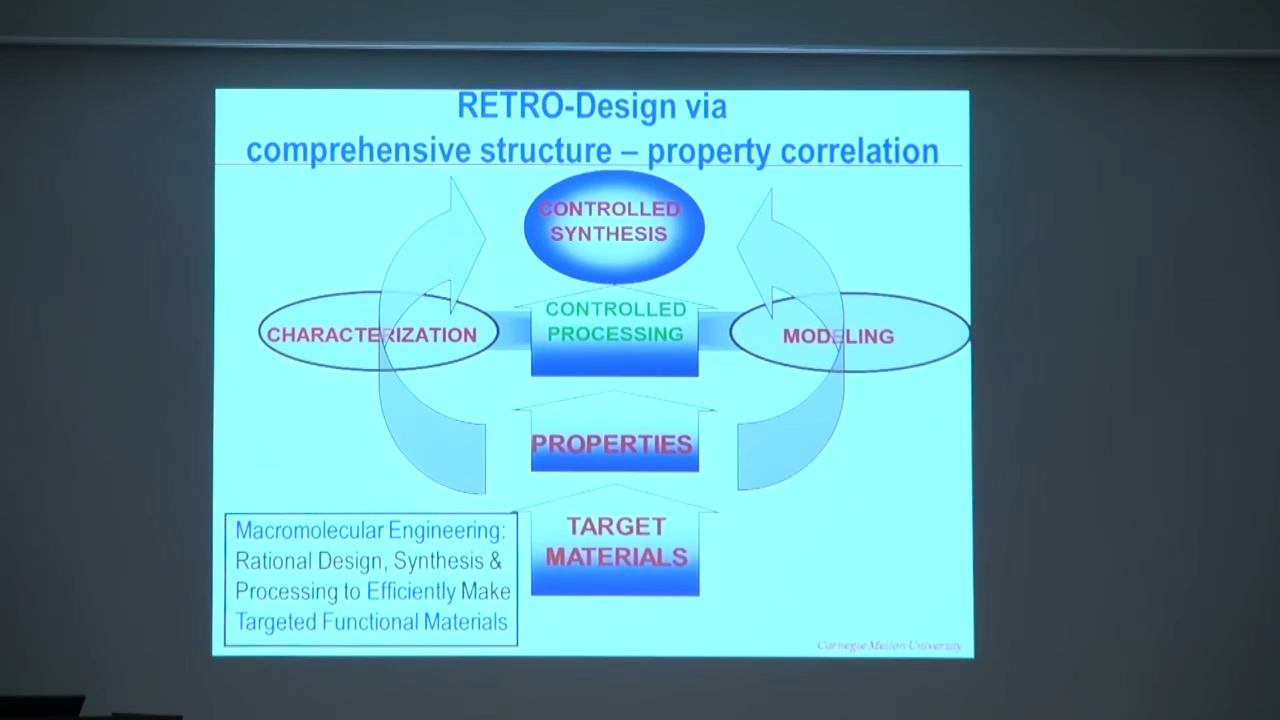 RETRO-Design via
comprehensive structure – property correlation
CONTROLLED
SYNTHESIS
CHARACTERIZATION
CONTROLLED
PROCESSING
MODELING
PROPERTIES
TARGET
MATERIALS
Macromolecular Engineering:
Rational Design, Synthesis &
Processing to Efficiently Make
Targeted Functional Materials
Carnegie Mellon University